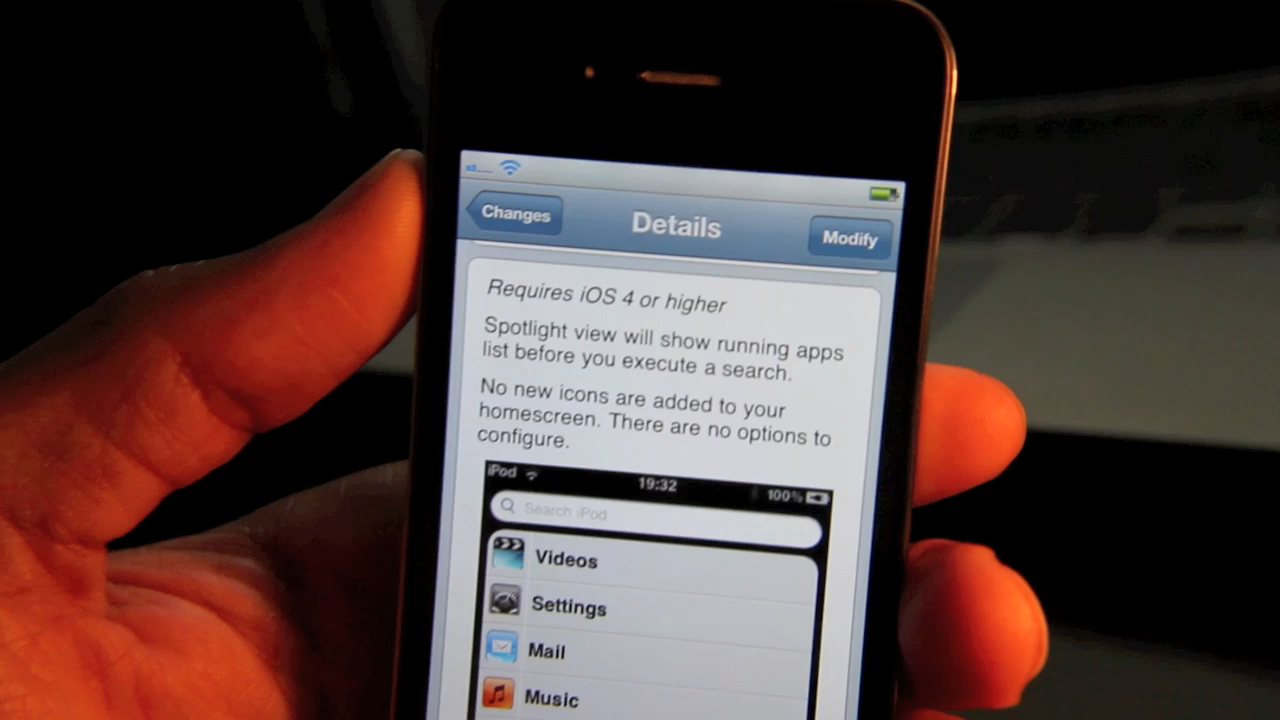 Changes Details Modify
Requires iOS 4 or higher
Spotlight view will show running apps
list before you execute a search.
No new icons are added to your
homescreen. There are no options to
configure.
iPod 19:32 100%
Search iPod
Videos
Settings
Mail
Music